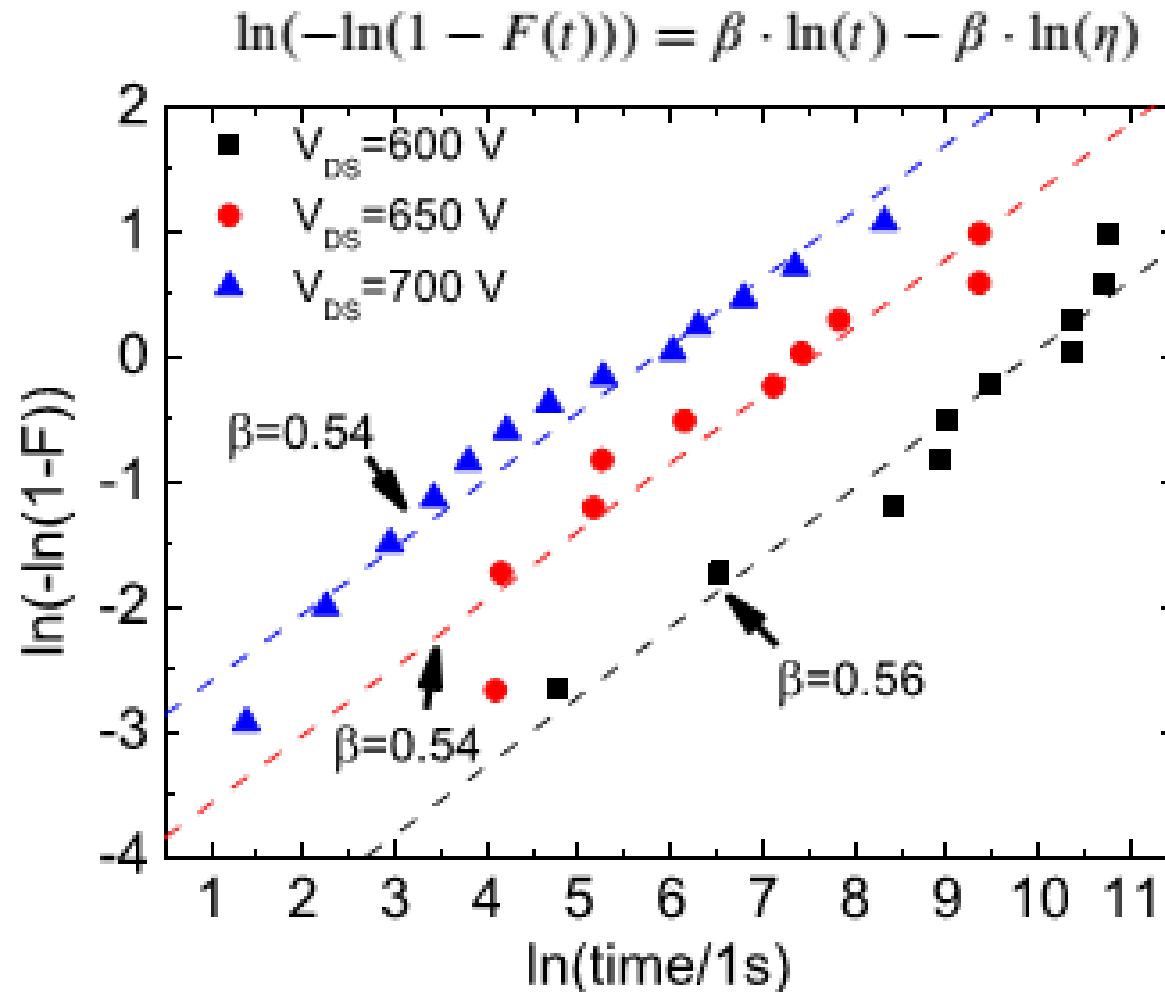 ln(−ln(1 − F(t))) = β · ln(t) − β · ln(η)
2
1
0
-1
-2
-3
-4
ln(-ln(1-F))
V_DS=600 V
V_DS=650 V
V_DS=700 V
β=0.54
β=0.54
β=0.56
1 2 3 4 5 6 7 8 9 10 11
ln(time/1s)